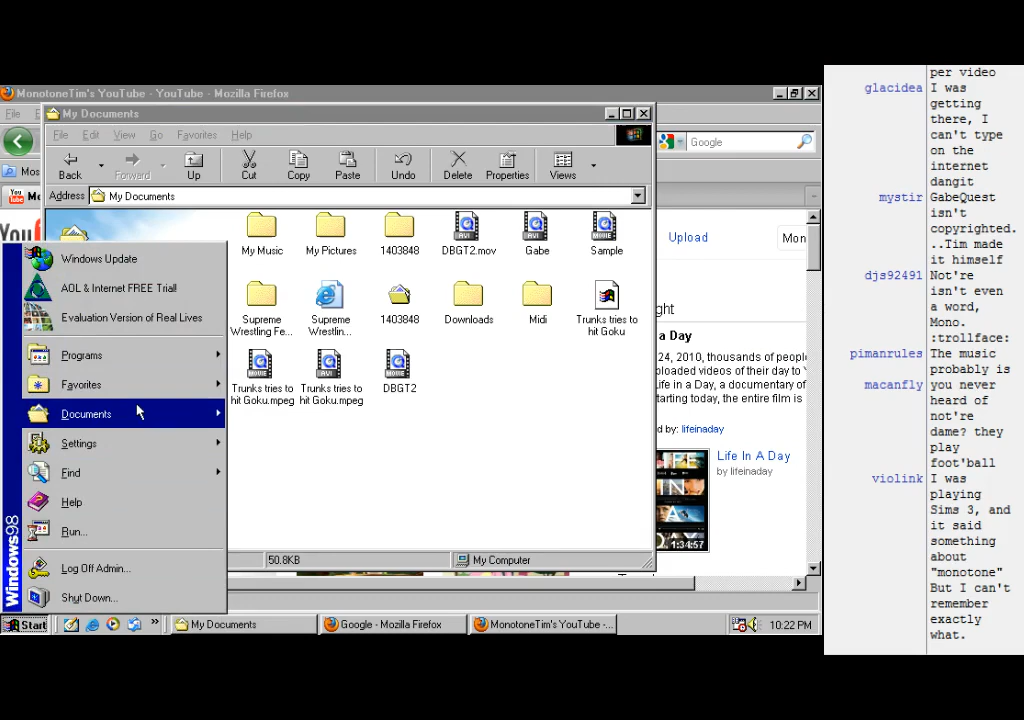 MonotoneTim's YouTube - YouTube - Mozilla Firefox
File
My Documents
File Edit View Go Favorites Help
Back Forward Up Cut Copy Paste Undo Delete Properties Views
Google
Mos
Address My Documents
You Tube
You
Upload
Mon
My Music My Pictures 1403848 DBGT2.mov Gabe Sample
Supreme Wrestling Fe...
Supreme Wrestlin...
1403848 Downloads Midi
Trunks tries to hit Goku
Trunks tries to hit Goku.mpeg
Trunks tries to hit Goku.mpeg
DBGT2
ght
a Day
24, 2010, thousands of people
uploaded videos of their day to Y
ife in a Day, a documentary of
tarting today, the entire film is
d by: lifeinaday
Life In A Day
by lifeinaday
1:34:57
Windows Update
AOL & Internet FREE Trial!
Evaluation Version of Real Lives
Programs
Favorites
Documents
Settings
Find
Help
Run...
Log Off Admin...
Shut Down...
Windows98
50.8KB
My Computer
Start
My Documents
Google - Mozilla Firefox
MonotoneTim's YouTube -...
10:22 PM
per video
glacidea I was
getting
there, I
can't type
on the
internet
dangit
mystir GabeQuest
isn't
copyrighted.
..Tim made
it himself
djs92491 Not're
isn't even
a word,
Mono.
:trollface:
pimanrules The music
probably is
macanfly you never
heard of
not're
dame? they
play
foot'ball
violink I was
playing
Sims 3, and
it said
something
about
"monotone"
But I can't
remember
exactly
what.